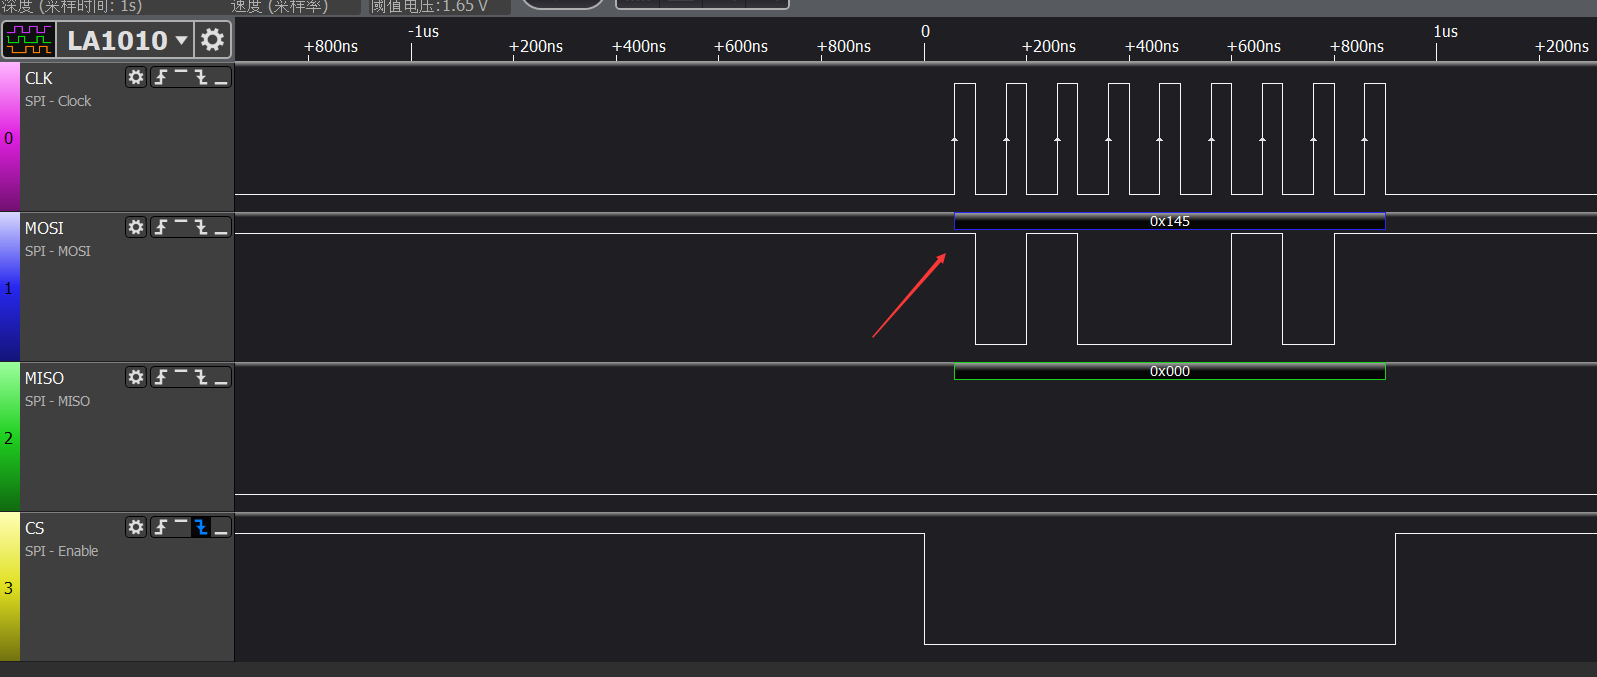 深度 (采样时间: 1s) 速度 (采样率) 阈值电压:1.65 V
LA1010
-1us 0 1us
+800ns +200ns +400ns +600ns +800ns +200ns +400ns +600ns +800ns +200ns
CLK
SPI - Clock
0
MOSI
0x145
SPI - MOSI
1
MISO
0x000
SPI - MISO
2
CS
SPI - Enable
3